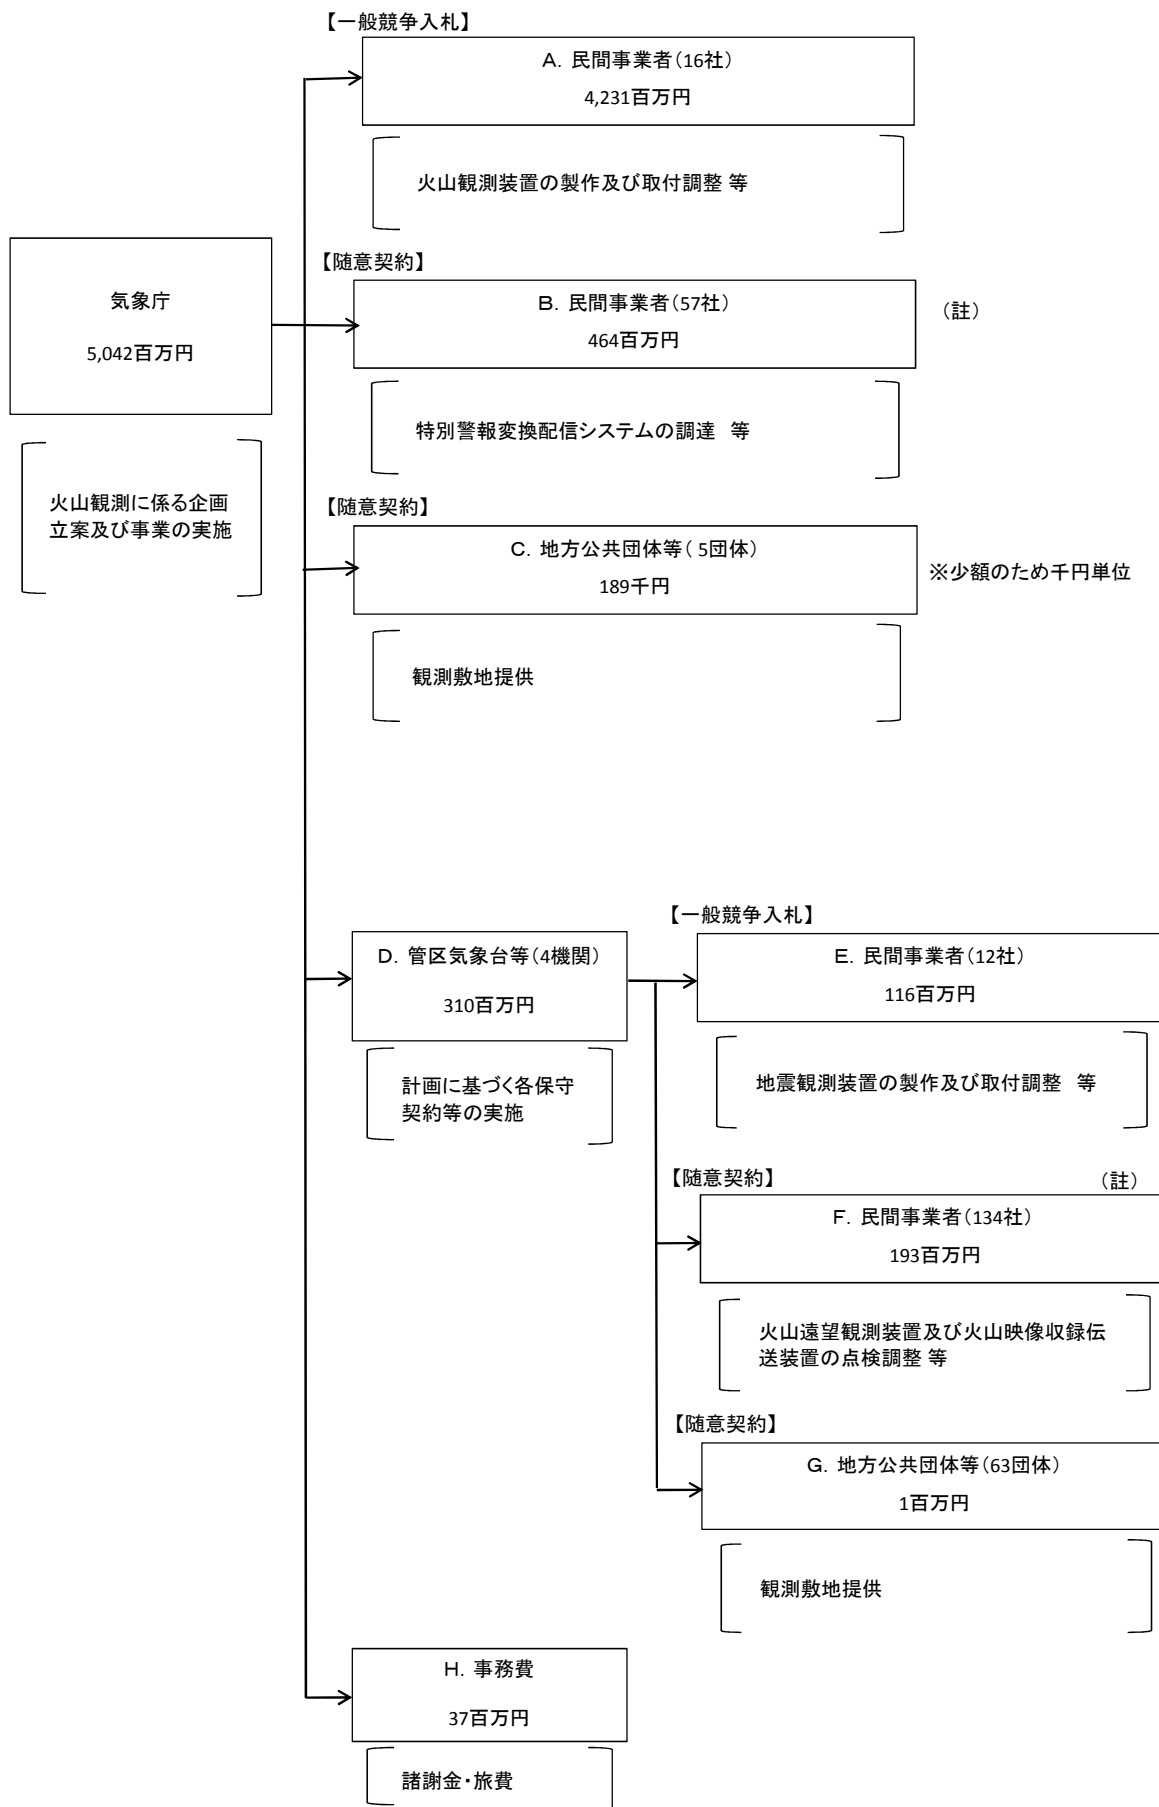 【一般競争入札】
A. 民間事業者(16社)
4,231百万円
火山観測装置の製作及び取付調整 等
気象庁
5,042百万円
火山観測に係る企画
立案及び事業の実施
【随意契約】
B. 民間事業者(57社)
464百万円
(註)
特別警報変換配信システムの調達 等
【随意契約】
C. 地方公共団体等( 5団体)
189千円
※少額のため千円単位
観測敷地提供
D. 管区気象台等(4機関)
310百万円
計画に基づく各保守
契約等の実施
【一般競争入札】
E. 民間事業者(12社)
116百万円
地震観測装置の製作及び取付調整 等
【随意契約】
(註)
F. 民間事業者(134社)
193百万円
火山遠望観測装置及び火山映像収録伝
送装置の点検調整 等
【随意契約】
G. 地方公共団体等(63団体)
1百万円
観測敷地提供
H. 事務費
37百万円
諸謝金・旅費